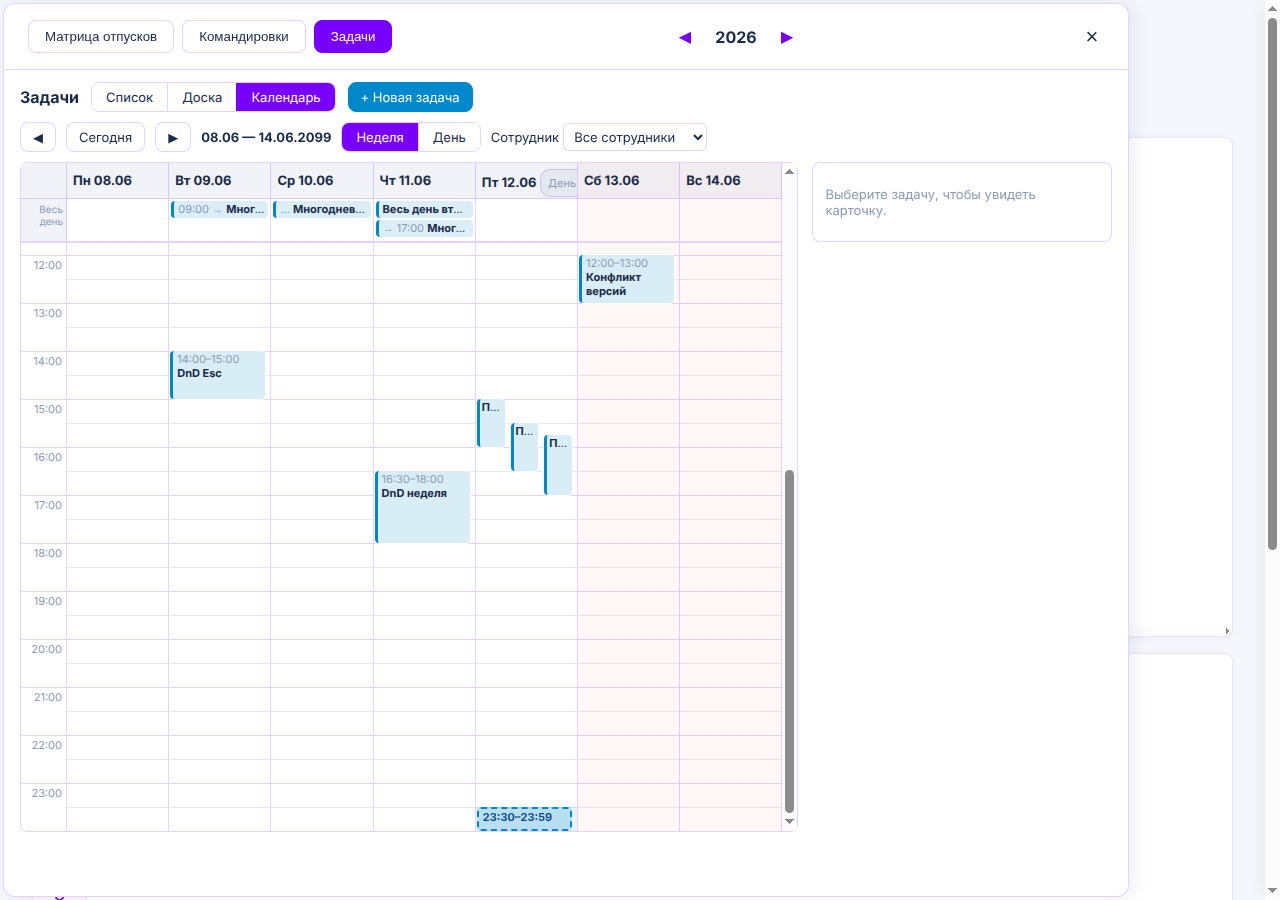 Матрица отпусков Командировки Задачи ◀ 2026 ▶ ×
Задачи Список Доска Календарь + Новая задача
◀ Сегодня ▶ 08.06 — 14.06.2099 Неделя День Сотрудник Все сотрудники
Пн 08.06 Вт 09.06 Ср 10.06 Чт 11.06 Пт 12.06 День Сб 13.06 Вс 14.06
Весь день
09:00 → Мног...
... Многоднев...
Весь день вт...
→ 17:00 Мног...
Выберите задачу, чтобы увидеть
карточку.
12:00
12:00–13:00
Конфликт
версий
13:00
14:00
14:00–15:00
DnD Esc
15:00
П...
П...
П...
16:00
16:30–18:00
DnD неделя
17:00
18:00
19:00
20:00
21:00
22:00
23:00
23:30–23:59